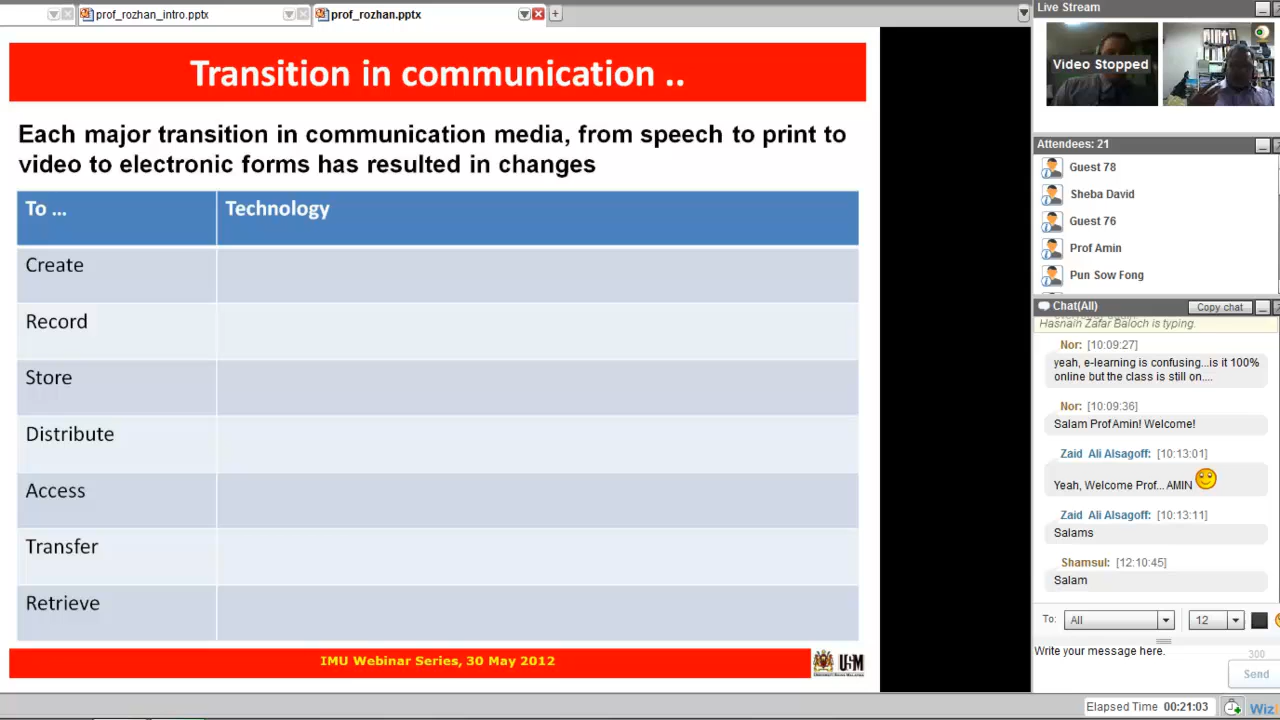 prof_rozhan_intro.pptx
prof_rozhan.pptx
Live Stream
Video Stopped
Transition in communication ..
Each major transition in communication media, from speech to print to
video to electronic forms has resulted in changes
To ...
Technology
Create
Record
Store
Distribute
Access
Transfer
Retrieve
IMU Webinar Series, 30 May 2012
USM
Attendees: 21
Guest 78
Sheba David
Guest 76
Prof Amin
Pun Sow Fong
Chat(All)
Copy chat
Hasnain Zafar Baloch is typing.
Nor: [10:09:27]
yeah, e-learning is confusing...is it 100%
online but the class is still on....
Nor: [10:09:36]
Salam Prof Amin! Welcome!
Zaid Ali Alsagoff: [10:13:01]
Yeah, Welcome Prof... AMIN
Zaid Ali Alsagoff: [10:13:11]
Salams
Shamsul: [12:10:45]
Salam
To:
All
12
Write your message here.
300
Send
Elapsed Time 00:21:03
Wiz